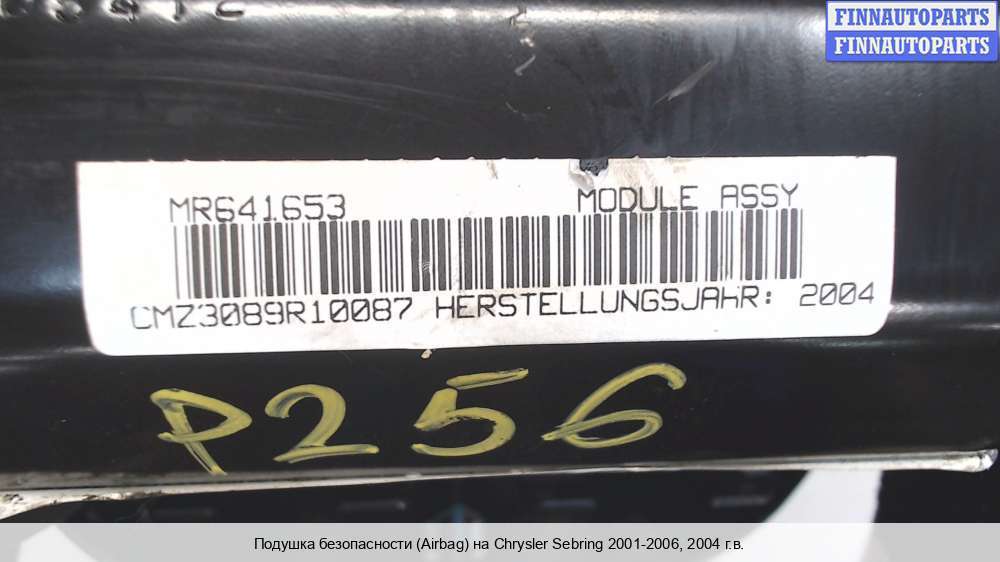 FINNAUTOPARTS
FINNAUTOPARTS
MR641653 MODULE ASSY
CMZ3089R10087 HERSTELLUNGSJAHR: 2004
P256
Подушка безопасности (Airbag) на Chrysler Sebring 2001-2006, 2004 г.в.